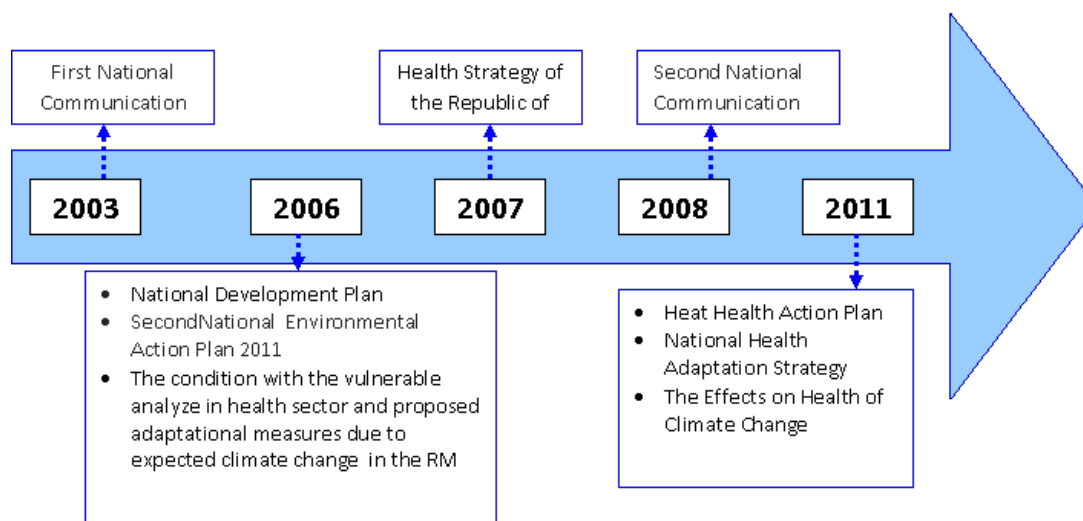 First National
Communication
Health Strategy of
the Republic of
Second National
Communication
2003
2006
2007
2008
2011
• National Development Plan
• SecondNational Environmental
Action Plan 2011
• The condition with the vulnerable
analyze in health sector and proposed
adaptational measures due to
expected climate change in the RM
• Heat Health Action Plan
• National Health
Adaptation Strategy
• The Effects on Health of
Climate Change